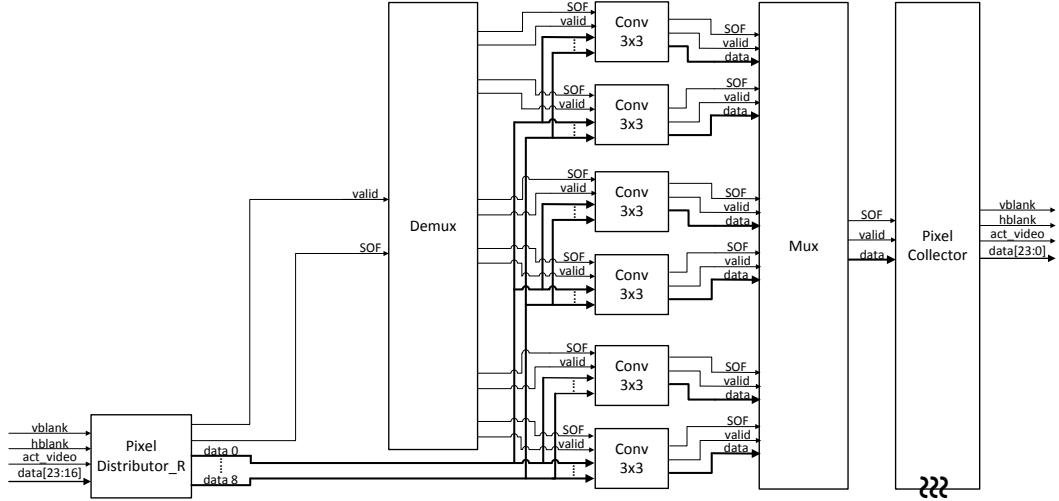 SOF
valid
Conv
3x3
SOF
valid
data
SOF
valid
Conv
3x3
SOF
valid
data
SOF
valid
Conv
3x3
SOF
valid
data
SOF
valid
Conv
3x3
SOF
valid
data
SOF
valid
Conv
3x3
SOF
valid
data
SOF
valid
Conv
3x3
SOF
valid
data
valid
SOF
Demux
Mux
SOF
valid
data
Pixel
Collector
vblank
hblank
act_video
data[23:0]
vblank
hblank
act_video
data[23:16]
Pixel
Distributor_R
data 0
data 8